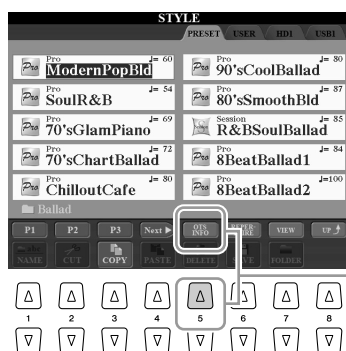 STYLE
PRESET USER HD1 USB1
Pro ♩= 60
ModernPopBld
Pro ♩= 80
90'sCoolBallad
Pro ♩= 54
SoulR&B
Pro ♩= 87
80'sSmoothBld
Pro ♩= 69
70'sGlamPiano
Session ♩= 85
R&BSoulBallad
Pro ♩= 72
70'sChartBallad
Pro ♩= 84
8BeatBallad1
Pro ♩= 80
ChilloutCafe
Pro ♩=100
8BeatBallad2
Ballad
P1 P2 P3 Next OTS INFO VIEW UP
NAME CUT COPY PASTE DELETE FOLDER
1 2 3 4 5 6 7 8